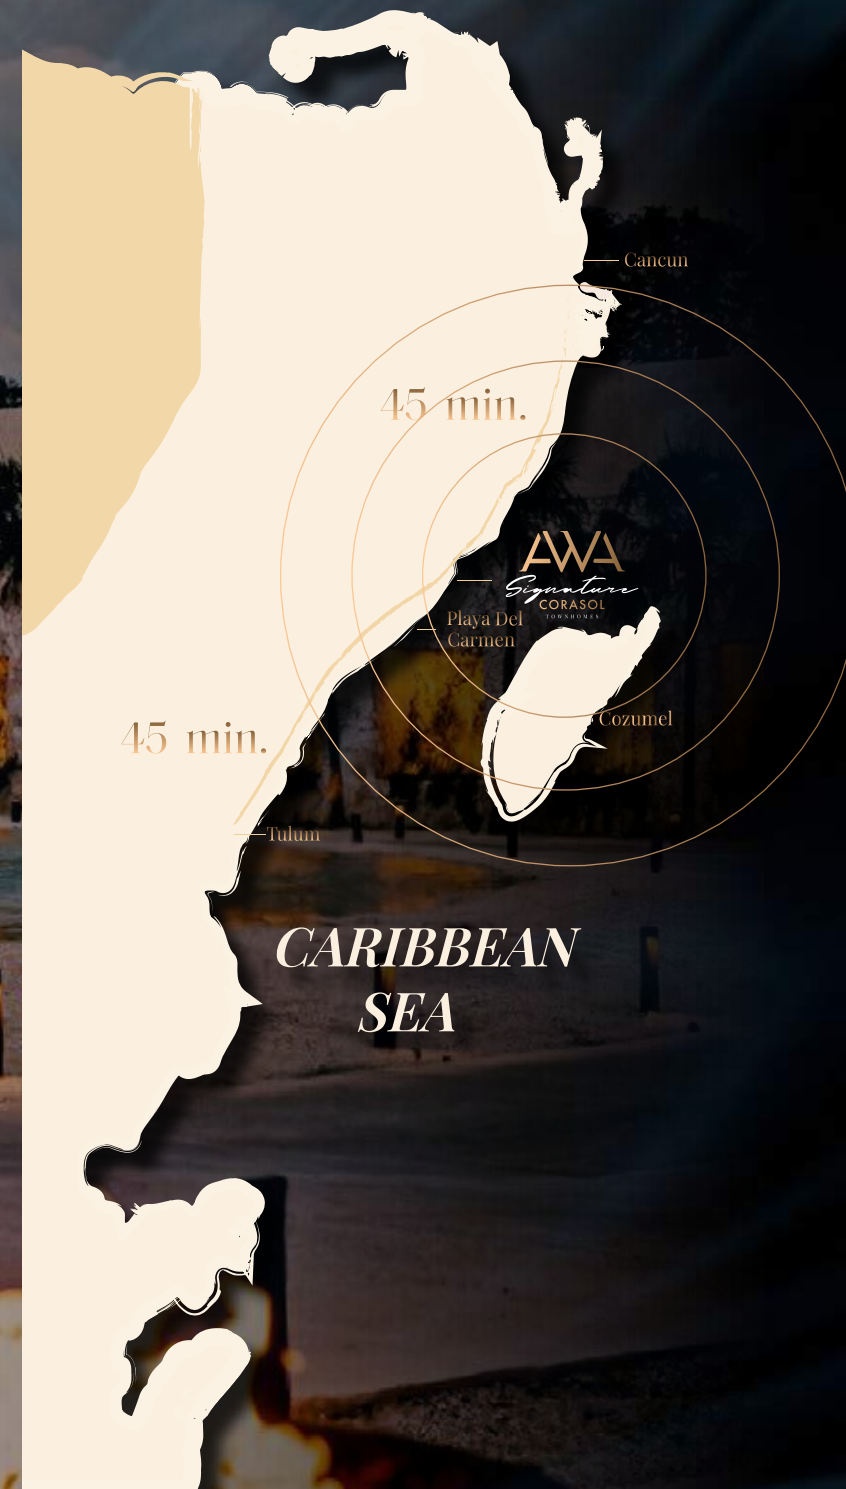 Cancun
45 min.
AWA
Signature
CORASOL
TOWNHOMES
Playa Del
Carmen
Cozumel
45 min.
Tulum
CARIBBEAN
SEA